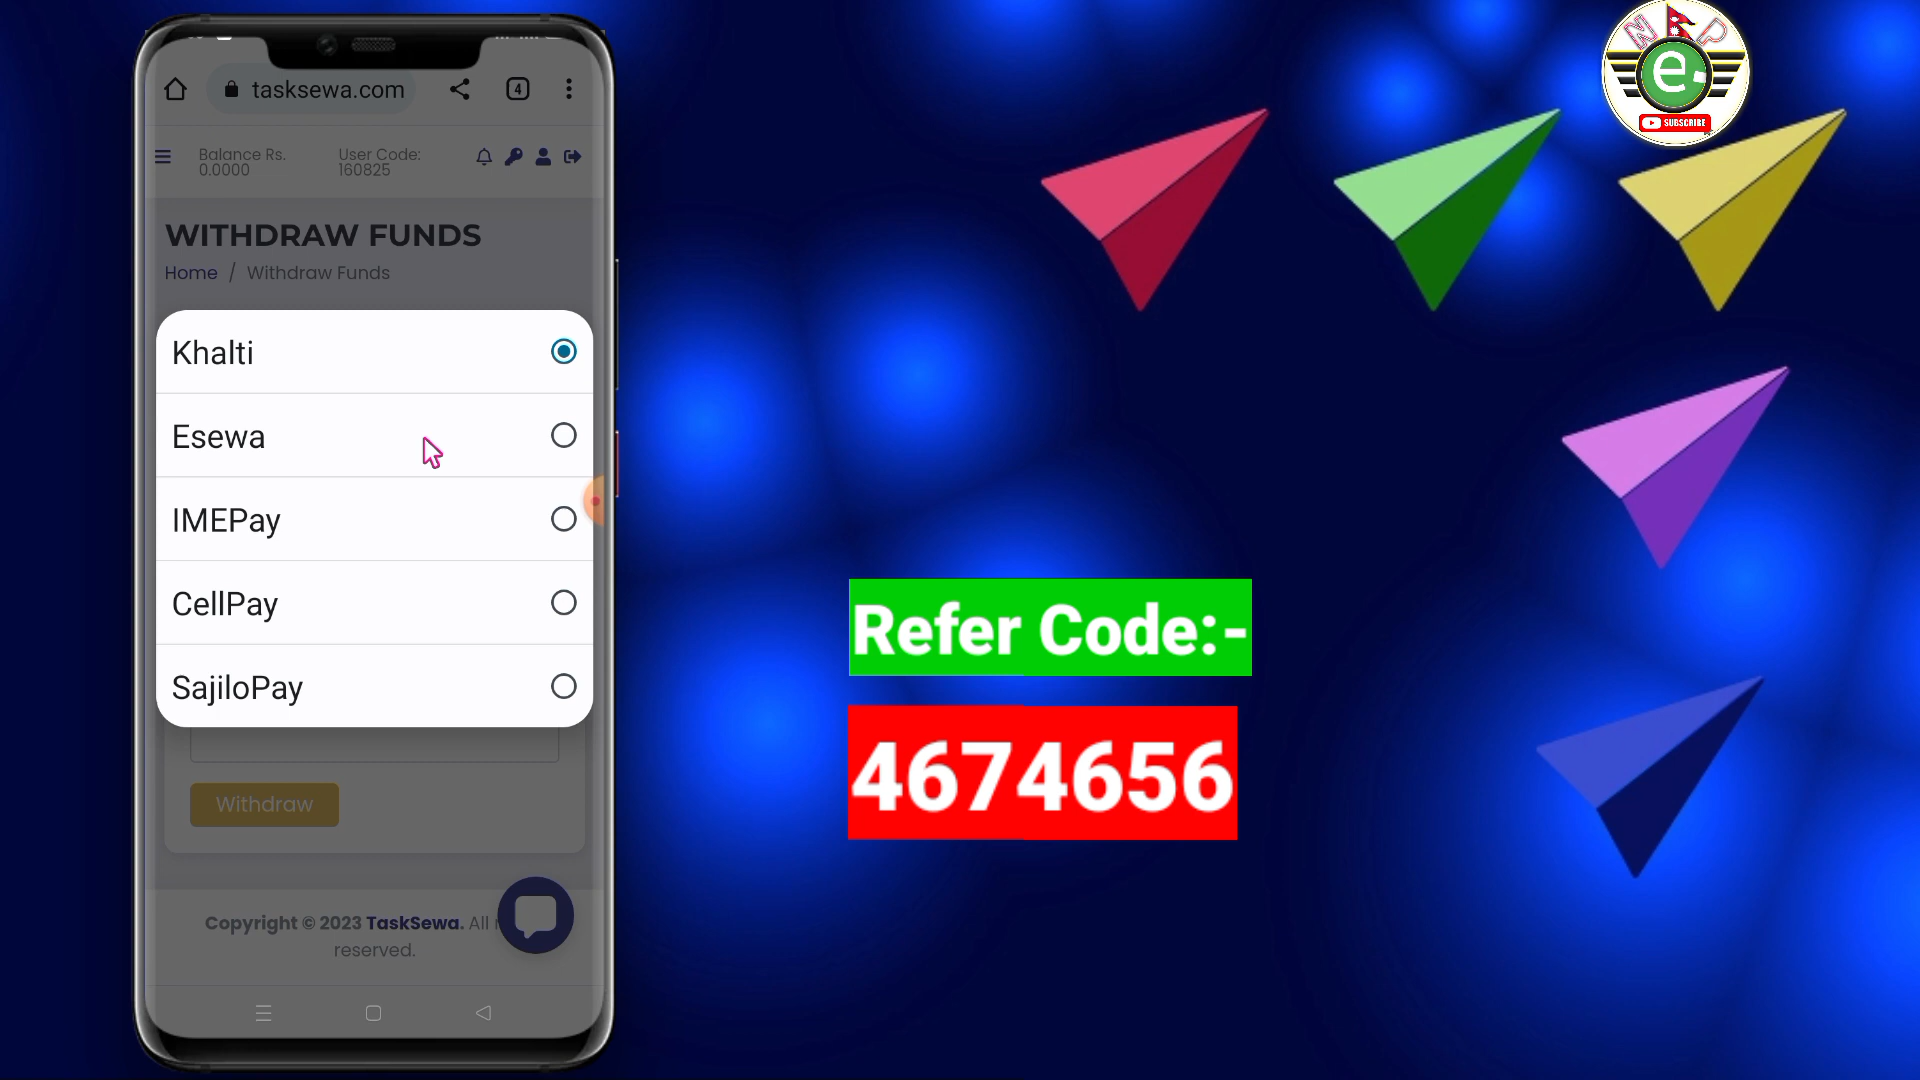 N P
e
SUBSCRIBE
tasksewa.com
4
Balance Rs.
0.0000
User Code:
160825
WITHDRAW FUNDS
Home / Withdraw Funds
Khalti
Esewa
IMEPay
CellPay
SajiloPay
Withdraw
Copyright © 2023 TaskSewa. All
reserved.
Refer Code:-
4674656